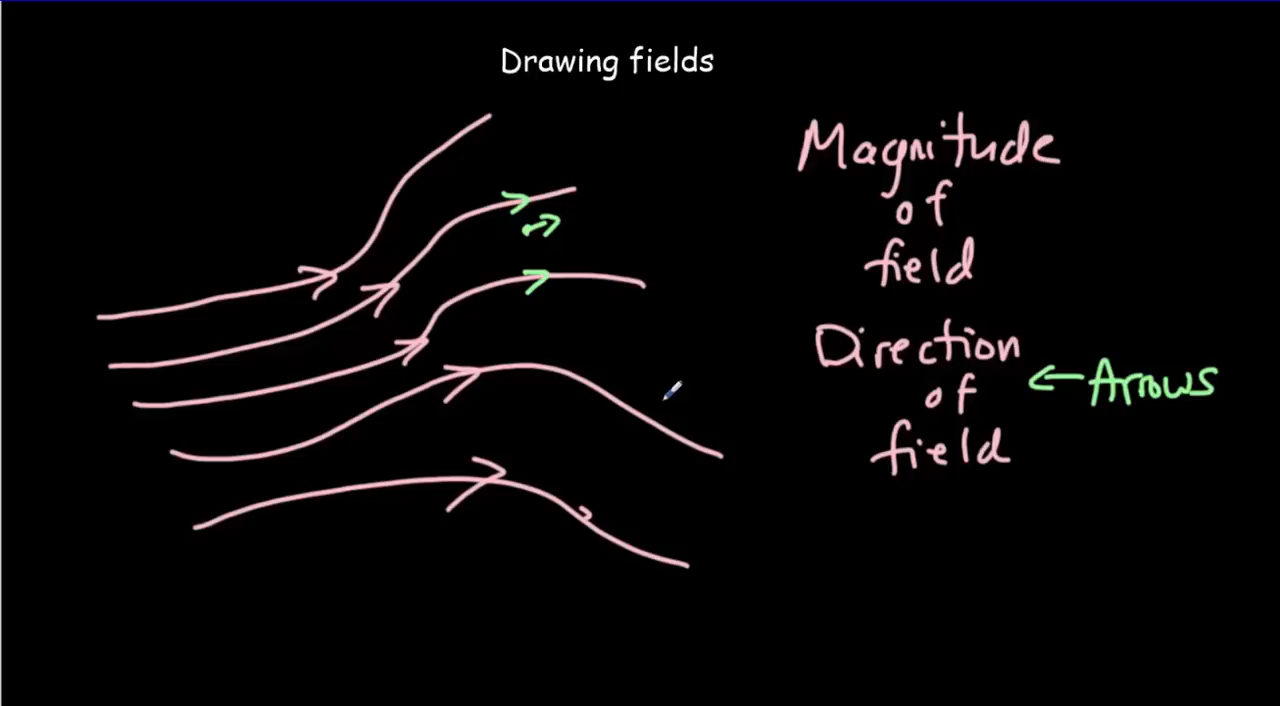 Drawing fields
Magnitude
of
field
Direction
of
field
Arrows